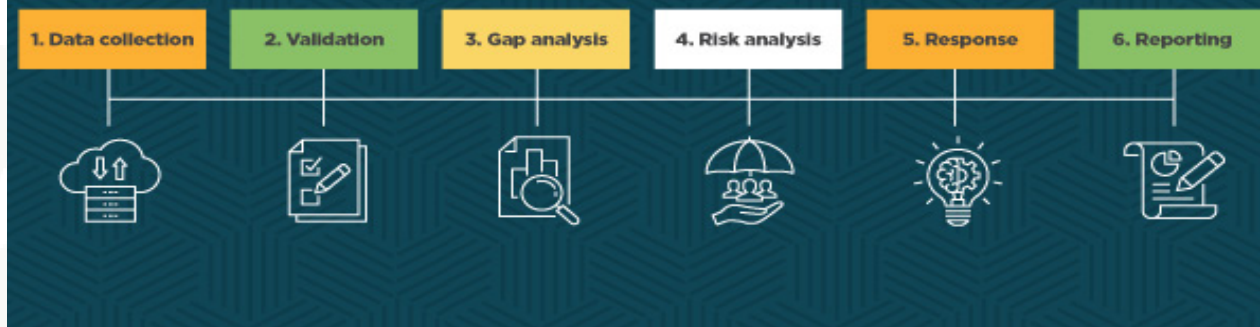 1. Data collection
2. Validation
3. Gap analysis
4. Risk analysis
5. Response
6. Reporting